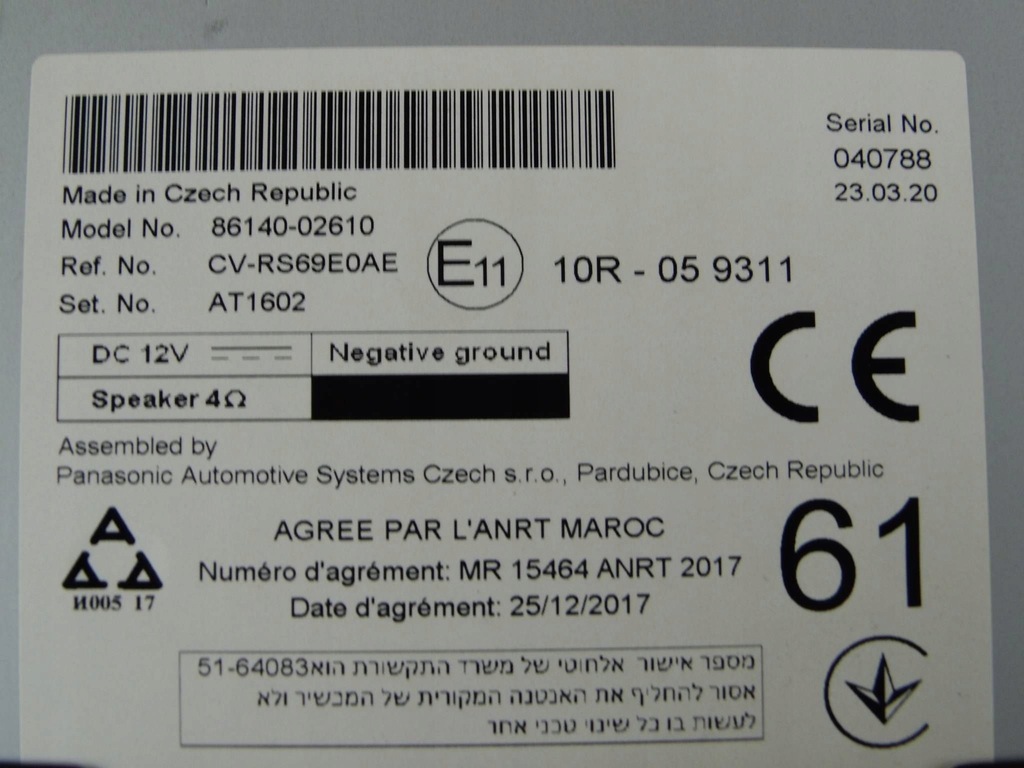 Serial No.
040788
23.03.20
Made in Czech Republic
Model No. 86140-02610
Ref. No. CV-RS69E0AE
Set. No. AT1602
E11 10R - 05 9311
DC 12V Negative ground
Speaker 4Ω
CE
Assembled by
Panasonic Automotive Systems Czech s.r.o., Pardubice, Czech Republic
И005 17
AGREE PAR L'ANRT MAROC
Numéro d'agrément: MR 15464 ANRT 2017
Date d'agrément: 25/12/2017
61
מספר אישור אלחוטי של משרד התקשורת הוא51-64083
אסור להחליף את האנטנה המקורית של המכשיר ולא
לעשות בו כל שינוי טכני אחר